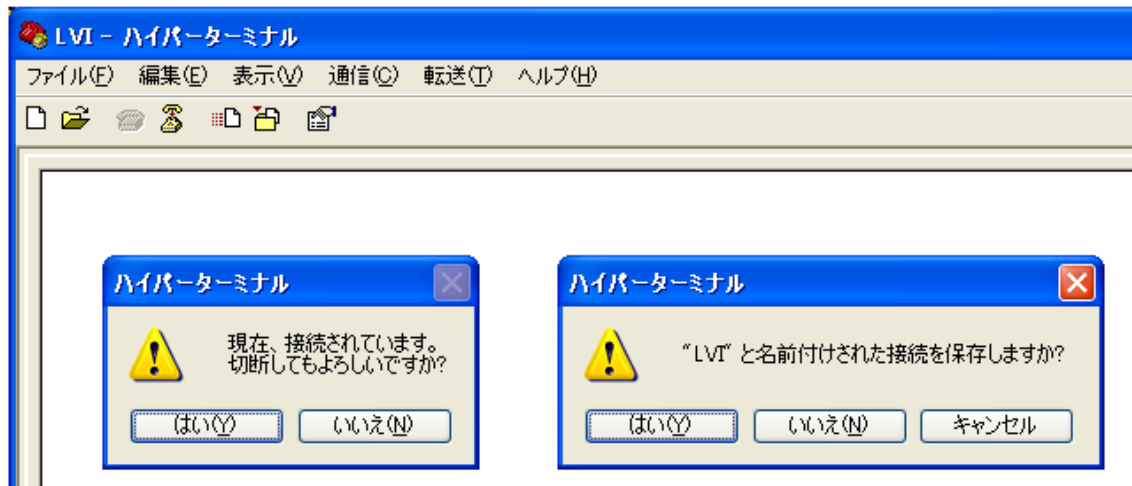 LVI - ハイパーターミナル
ファイル(F) 編集(E) 表示(V) 通信(C) 転送(T) ヘルプ(H)
ハイパーターミナル
現在、接続されています。
切断してもよろしいですか?
はい(Y) いいえ(N)
ハイパーターミナル
"LVI" と名前付けされた接続を保存しますか?
はい(Y) いいえ(N) キャンセル